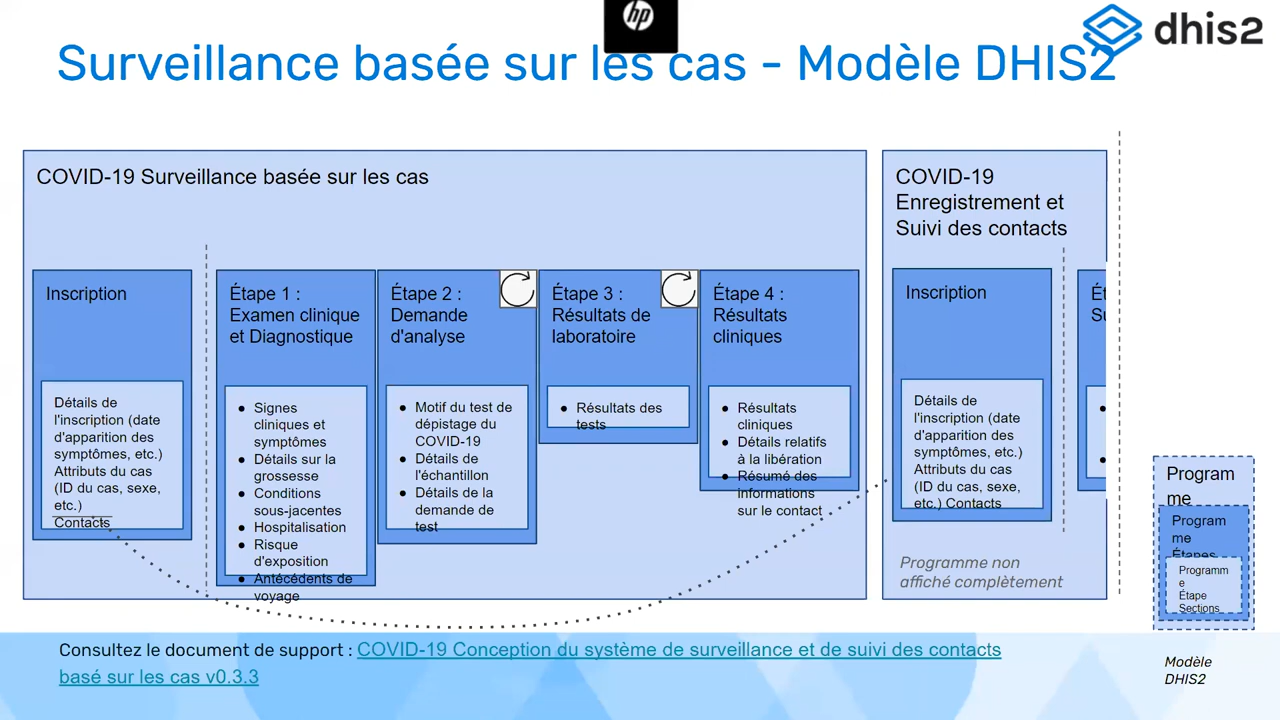 hp
dhis2
Surveillance basée sur les cas - Modèle DHIS2
COVID-19 Surveillance basée sur les cas
Inscription
Détails de
l'inscription (date
d'apparition des
symptômes, etc.)
Attributs du cas
(ID du cas, sexe,
etc.)
Contacts
Étape 1 :
Examen clinique
et Diagnostique
● Signes
cliniques et
symptômes
● Détails sur la
grossesse
● Conditions
sous-jacentes
● Hospitalisation
● Risque
d'exposition
● Antécédents de
voyage
Étape 2 :
Demande
d'analyse
● Motif du test de
dépistage du
COVID-19
● Détails de
l'échantillon
● Détails de la
demande de
test
Étape 3 :
Résultats de
laboratoire
● Résultats des
tests
Étape 4 :
Résultats
cliniques
● Résultats
cliniques
● Détails relatifs
à la libération
● Résumé des
informations
sur le contact
COVID-19
Enregistrement et
Suivi des contacts
Inscription
Détails de
l'inscription (date
d'apparition des
symptômes, etc.)
Attributs du cas
(ID du cas, sexe,
etc.) Contacts
Ét
Su
Programme non
affiché complètement
Program
me
Program
me
Étapes
Programm
e
Étape
Sections
Consultez le document de support : COVID-19 Conception du système de surveillance et de suivi des contacts
basé sur les cas v0.3.3
Modèle
DHIS2